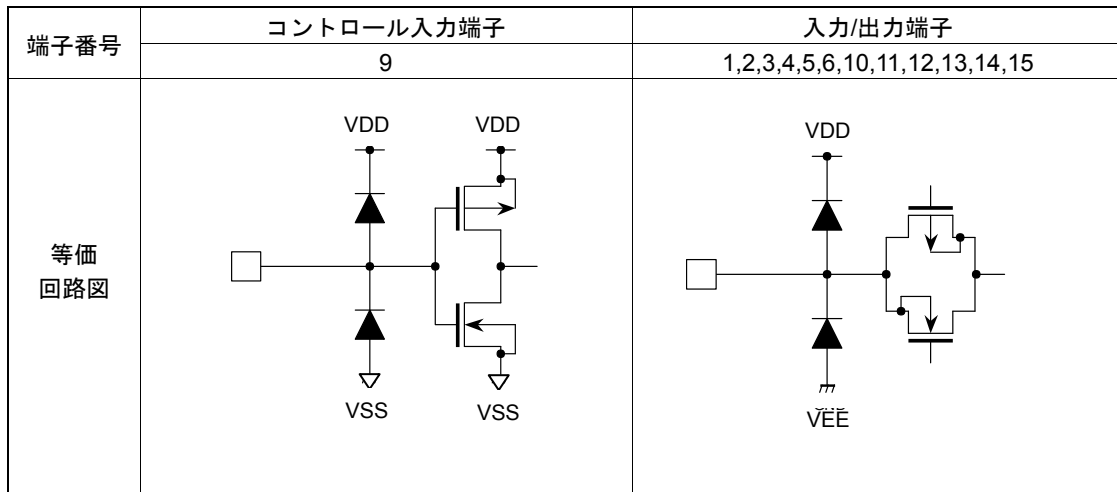 端子番号
コントロール入力端子
入力/出力端子
9
1,2,3,4,5,6,10,11,12,13,14,15
等価
回路図
VDD
VDD
VSS
VSS
VDD
VEE